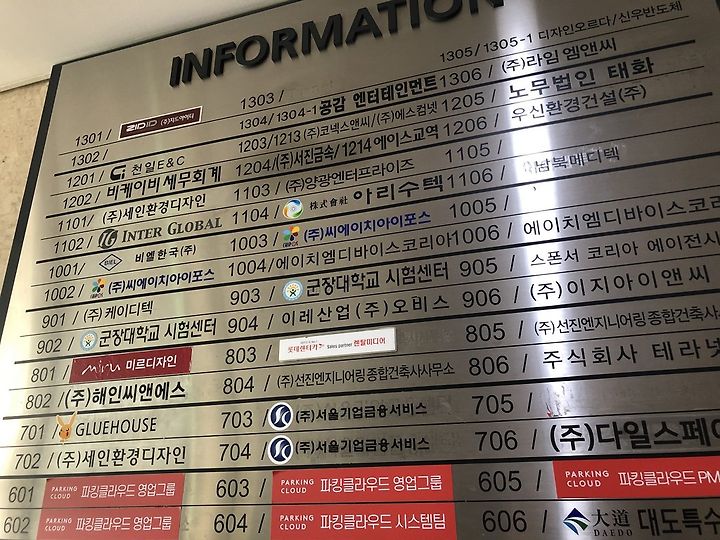 INFORMATION
1301 / ZIDID (주)지드아이디 1303 / 1305/1305-1 디자인오르다/신우반도체
1302 / 1304/1304-1 공감 엔터테인먼트 1306 / (주)라임 엠앤씨
1201 / 천일E&C 1203/1213 (주)코넥스앤씨/(주)에스컴넷 1205 / 노무법인 태화
1202 / 비케이비세무회계 1204/(주)서진금속/1214 에이스교역 1206 / 우신환경건설(주)
1101/ (주)세인환경디자인 1103 / (주)양광엔터프라이즈 1105 /
1102 / IG INTER GLOBAL 1104 / 株式會社 아리수텍 1106 / 남북메디텍
1001/ BIEL 비엘한국(주) 1003 / (주)씨에이치아이포스 1005 /
1002 / (주)씨에이치아이포스 1004/에이치엠디바이스코리아 1006 / 에이치엠디바이스코리
901 / (주)케이디텍 903 / 군장대학교 시험센터 905 / 스폰서 코리아 에이전시
902 / 군장대학교 시험센터 904 / 이레산업(주)오비스 906 / (주)이지아이앤씨
801 / miru 미르디자인 803 / 롯데렌터카 Sales partner 렌탈미디어 805 / (주)선진엔지니어링종합건축사
802 / (주)해인씨앤에스 804 / (주)선진엔지니어링종합건축사사무소 806 / 주식회사 테라넷
701 / GLUEHOUSE 703 / (주)서울기업금융서비스 705 /
702 / (주)세인환경디자인 704 / (주)서울기업금융서비스 706 / (주)다일스페
601 PARKING CLOUD 파킹클라우드 영업그룹 603 / PARKING CLOUD 파킹클라우드 영업그룹 605 / PARKING CLOUD 파킹클라우드 PM
602 PARKING CLOUD 파킹클라우드 영업그룹 604 / PARKING CLOUD 파킹클라우드 시스템팀 606 / 大道 DAEDO 대도특수